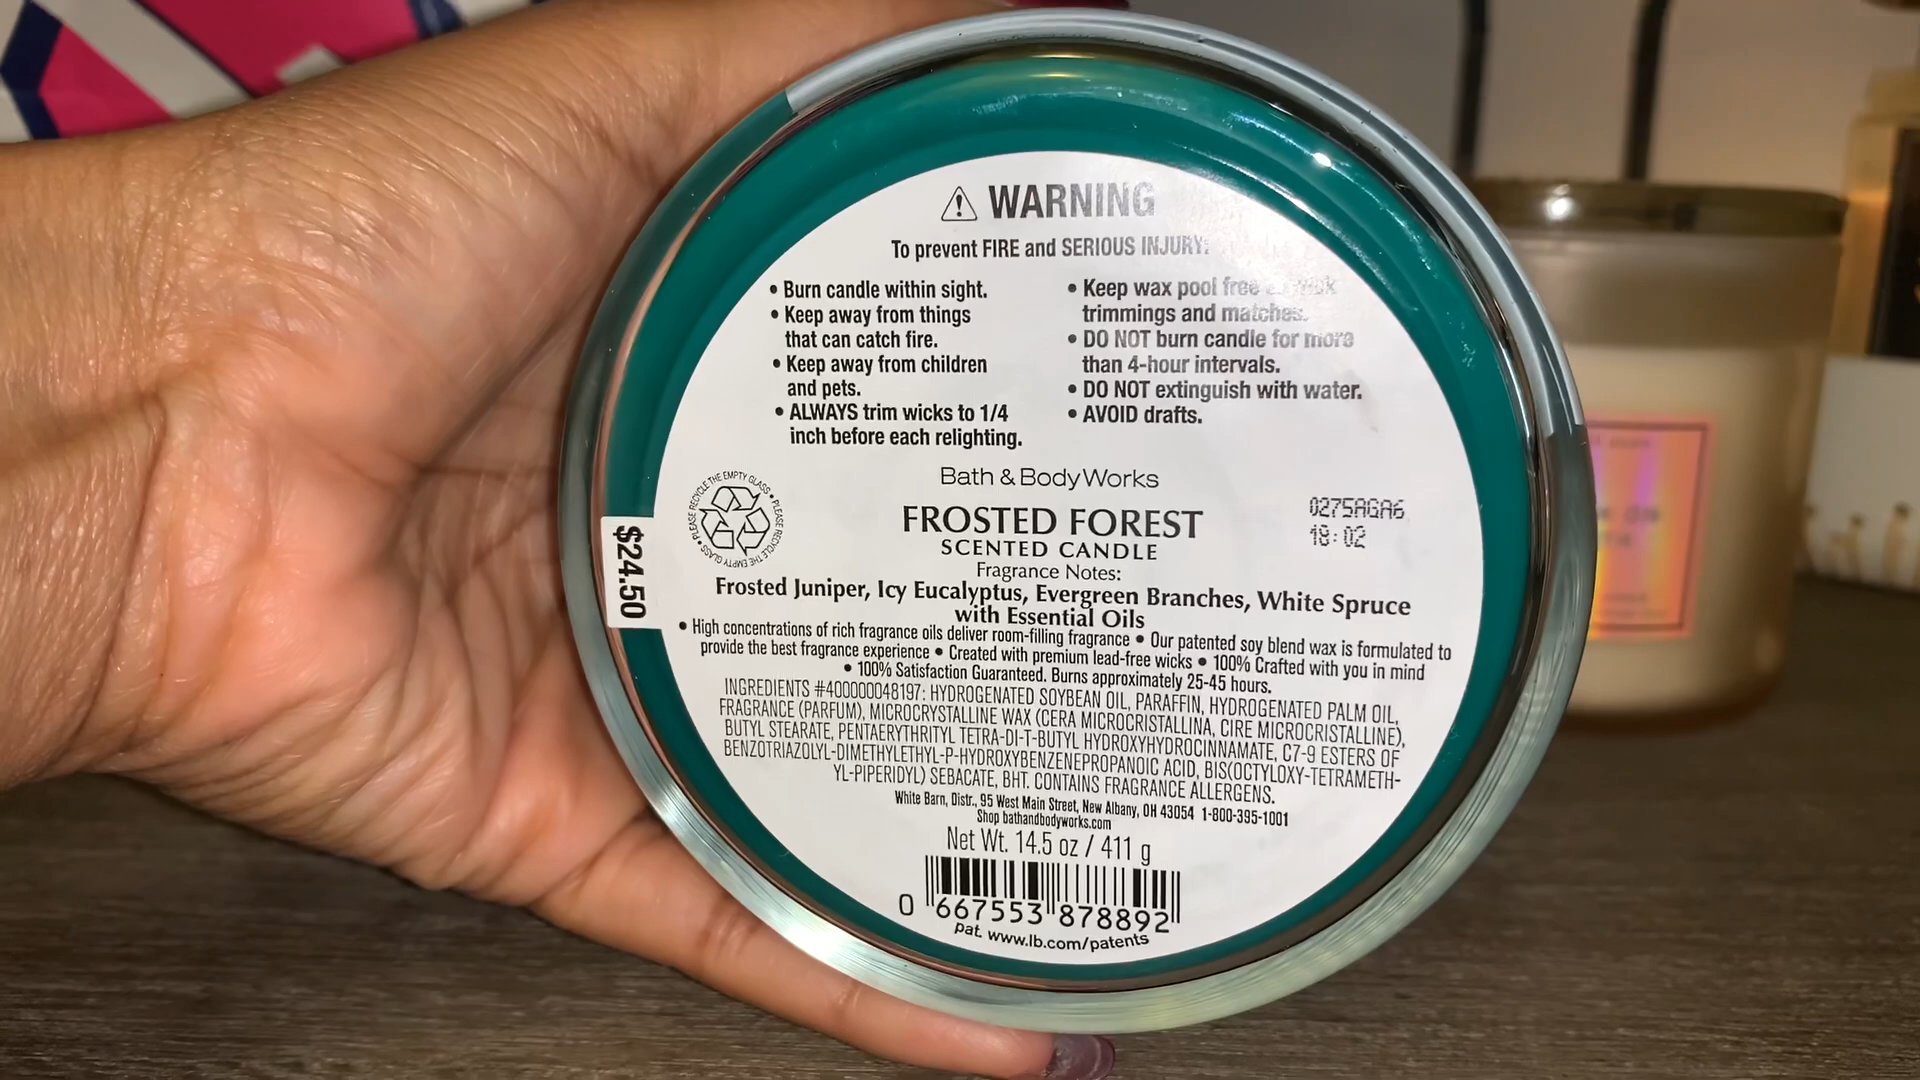 WARNING
To prevent FIRE and SERIOUS INJURY:
• Burn candle within sight.
• Keep away from things
that can catch fire.
• Keep away from children
and pets.
• ALWAYS trim wicks to 1/4
inch before each relighting.
• Keep wax pool free
trimmings and matches.
• DO NOT burn candle for more
than 4-hour intervals.
• DO NOT extinguish with water.
• AVOID drafts.
Bath & Body Works
PLEASE RECYCLE THE EMPTY GLASS • PLEASE RECYCLE THE EMPTY GLASS •
0275AGA6
18:02
$24.50
FROSTED FOREST
SCENTED CANDLE
Fragrance Notes:
Frosted Juniper, Icy Eucalyptus, Evergreen Branches, White Spruce
with Essential Oils
• High concentrations of rich fragrance oils deliver room-filling fragrance • Our patented soy blend wax is formulated to
provide the best fragrance experience • Created with premium lead-free wicks • 100% Crafted with you in mind
• 100% Satisfaction Guaranteed. Burns approximately 25-45 hours.
INGREDIENTS #400000048197: HYDROGENATED SOYBEAN OIL, PARAFFIN, HYDROGENATED PALM OIL,
FRAGRANCE (PARFUM), MICROCRYSTALLINE WAX (CERA MICROCRISTALLINA, CIRE MICROCRISTALLINE),
BUTYL STEARATE, PENTAERYTHRITYL TETRA-DI-T-BUTYL HYDROXYHYDROCINNAMATE, C7-9 ESTERS OF
BENZOTRIAZOLYL-DIMETHYLETHYL-P-HYDROXYBENZENEPROPANOIC ACID, BIS(OCTYLOXY-TETRAMETH-
YL-PIPERIDYL) SEBACATE, BHT. CONTAINS FRAGRANCE ALLERGENS.
White Barn, Distr., 95 West Main Street, New Albany, OH 43054 1-800-395-1001
Shop bathandbodyworks.com
Net Wt. 14.5 oz / 411 g
0 667553 878892
pat. www.lb.com/patents